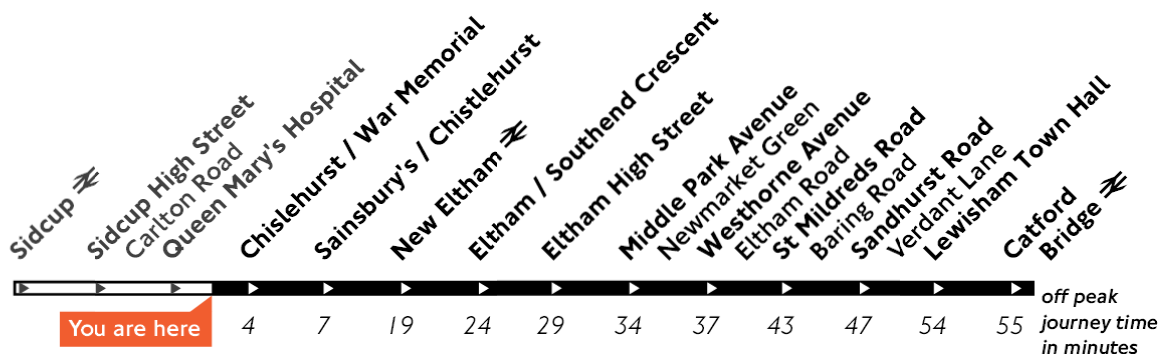 Sidcup
Sidcup High Street
Carlton Road
Queen Mary's Hospital
Chislehurst / War Memorial
Sainsbury's / Chistlehurst
New Eltham
Eltham / Southend Crescent
Eltham High Street
Middle Park Avenue
Newmarket Green
Westhorne Avenue
Eltham Road
St Mildreds Road
Baring Road
Sandhurst Road
Verdant Lane
Lewisham Town Hall
Catford
Bridge
You are here
4 7 19 24 29 34 37 43 47 54 55
off peak
journey time
in minutes